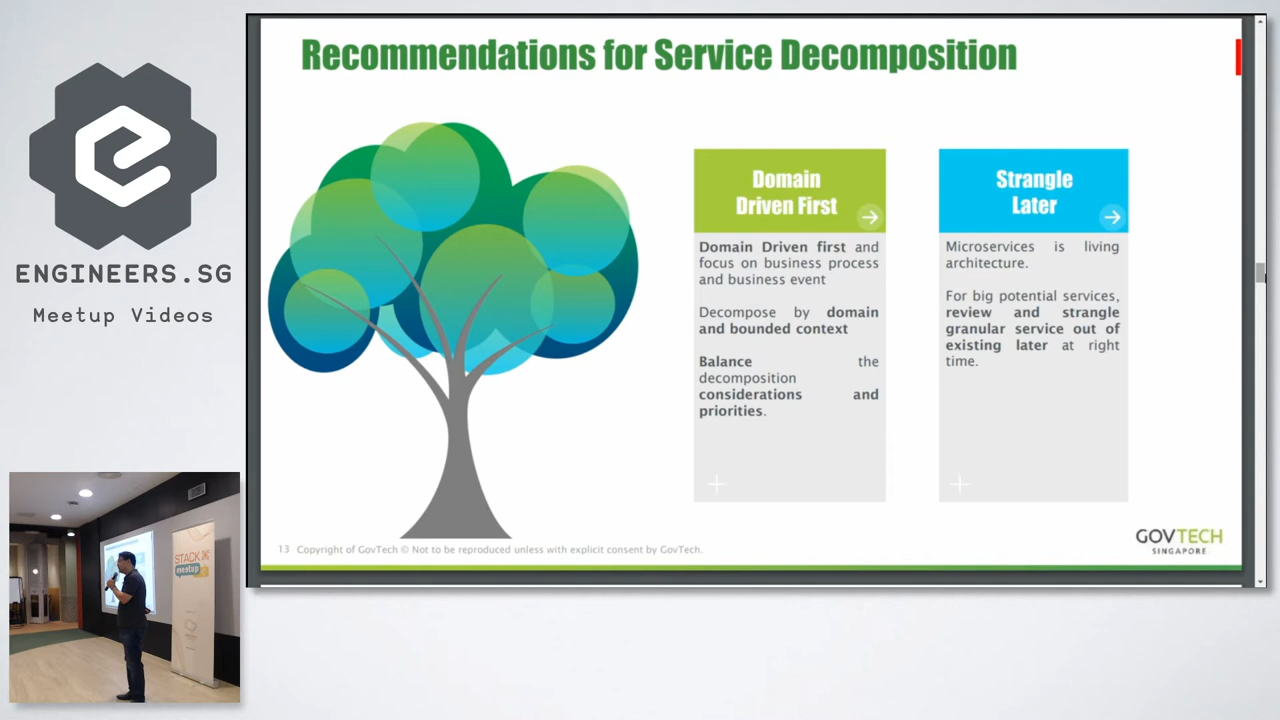 ENGINEERS.SG
Meetup Videos
STACK
meetup
Recommendations for Service Decomposition
Domain
Driven First
Domain Driven first and
focus on business process
and business event
Decompose by domain
and bounded context
Balance the
decomposition
considerations and
priorities.
Strangle
Later
Microservices is living
architecture.
For big potential services,
review and strangle
granular service out of
existing later at right
time.
13 Copyright of GovTech © Not to be reproduced unless with explicit consent by GovTech.
GOVTECH
SINGAPORE